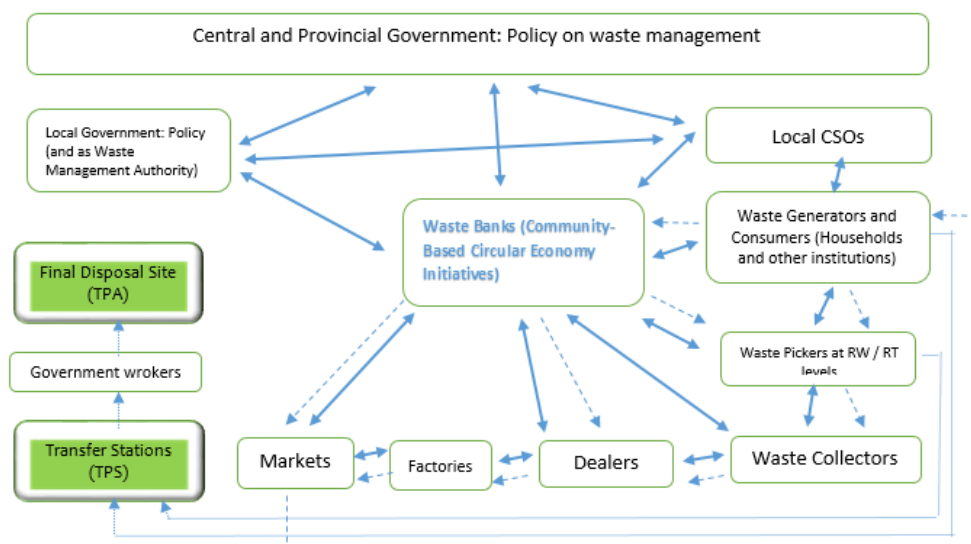 Central and Provincial Government: Policy on waste management
Local Government: Policy
(and as Waste
Management Authority)
Local CSOs
Waste Banks (Community-
Based Circular Economy
Initiatives)
Waste Generators and
Consumers (Households
and other institutions)
Final Disposal Site
(TPA)
Government wrokers
Waste Pickers at RW / RT
levels
Transfer Stations
(TPS)
Markets
Factories
Dealers
Waste Collectors